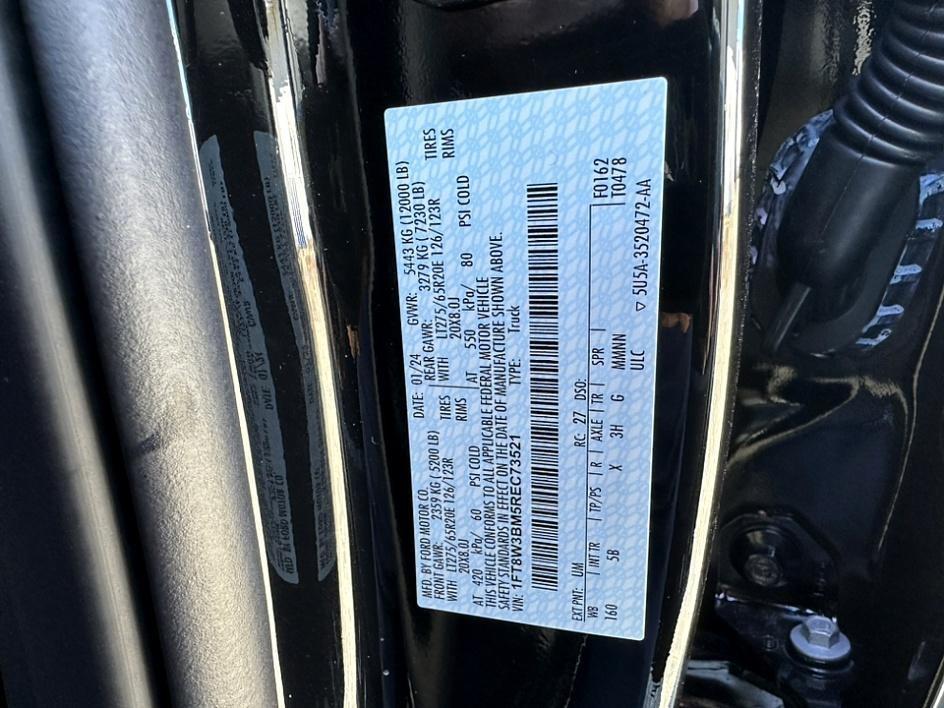 MFD. BY FORD MOTOR CO. DATE: 01/24 GVWR: 5443 KG (12000 LB)
FRONT GAWR: 2359 KG (5200 LB) REAR GAWR: 3279 KG (7230 LB)
WITH LT275/65R20E 126/123R TIRES WITH LT275/65R20E 126/123R TIRES
20X8.0J RIMS 20X8.0J RIMS
AT 420 kPa/ 60 PSI COLD AT 550 kPa/ 80 PSI COLD
THIS VEHICLE CONFORMS TO ALL APPLICABLE FEDERAL MOTOR VEHICLE
SAFETY STANDARDS IN EFFECT ON THE DATE OF MANUFACTURE SHOWN ABOVE.
VIN: 1FT8W3BM5REC73521 TYPE: Truck
EXT PNT: UM RC: 27 DSO: F0162
WB INT TR TP/PS R AXLE TR SPR T0478
160 5B X 3H G MMNN
ULC ▽ 5U5A-3520472-AA